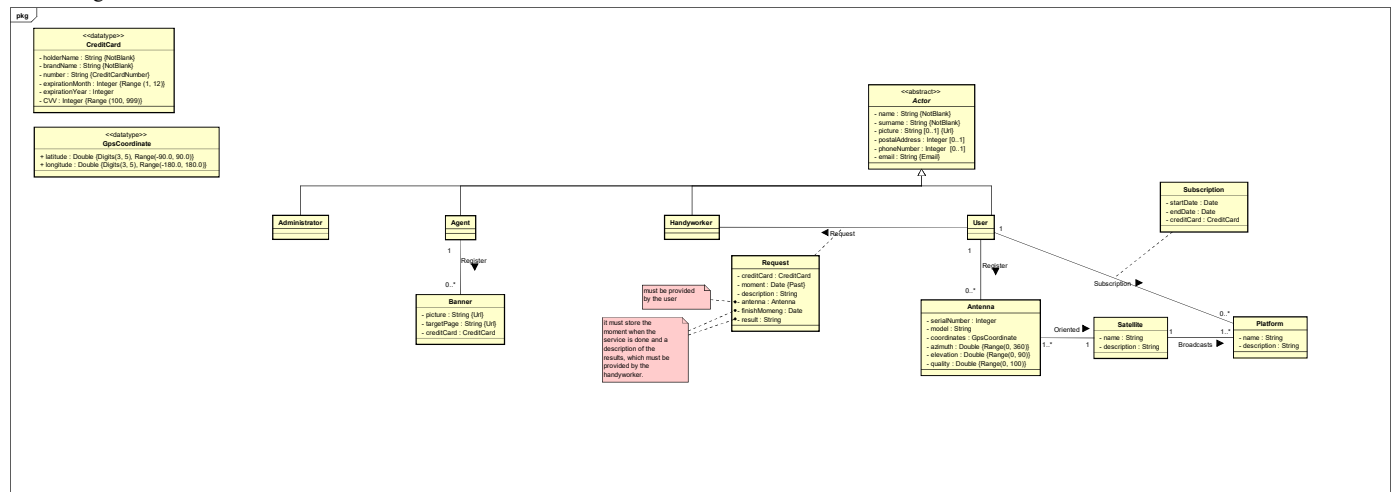 pkg
<<datatype>>
CreditCard
- holderName : String {NotBlank}
- brandName : String {NotBlank}
- number : String {CreditCardNumber}
- expirationMonth : Integer {Range (1, 12)}
- expirationYear : Integer
- CVV : Integer {Range (100, 999)}
<<datatype>>
GpsCoordinate
+ latitude : Double {Digits(3, 5), Range(-90.0, 90.0)}
+ longitude : Double {Digits(3, 5), Range(-180.0, 180.0)}
<<abstract>>
Actor
- name : String {NotBlank}
- surname : String {NotBlank}
- picture : String [0..1] {Url}
- postalAddress : Integer [0..1]
- phoneNumber : Integer [0..1]
- email : String {Email}
Subscription
- startDate : Date
- endDate : Date
- creditCard : CreditCard
Administrator
Agent
Handyworker
User
1
Request
1
Register
0..*
1
Register
0..*
Subscription
0..*
Request
- creditCard : CreditCard
- moment : Date {Past}
- description : String
- antenna : Antenna
- finishMomeng : Date
- result : String
must be provided
by the user
it must store the
moment when the
service is done and a
description of the
results, which must be
provided by the
handyworker.
Banner
- picture : String {Url}
- targetPage : String {Url}
- creditCard : CreditCard
Antenna
- serialNumber : Integer
- model : String
- coordinates : GpsCoordinate
- azimuth : Double {Range(0, 360)}
- elevation : Double {Range(0, 90)}
- quality : Double {Range(0, 100)}
Oriented
1..*
1
Satellite
- name : String
- description : String
1
Broadcasts
1..*
Platform
- name : String
- description : String